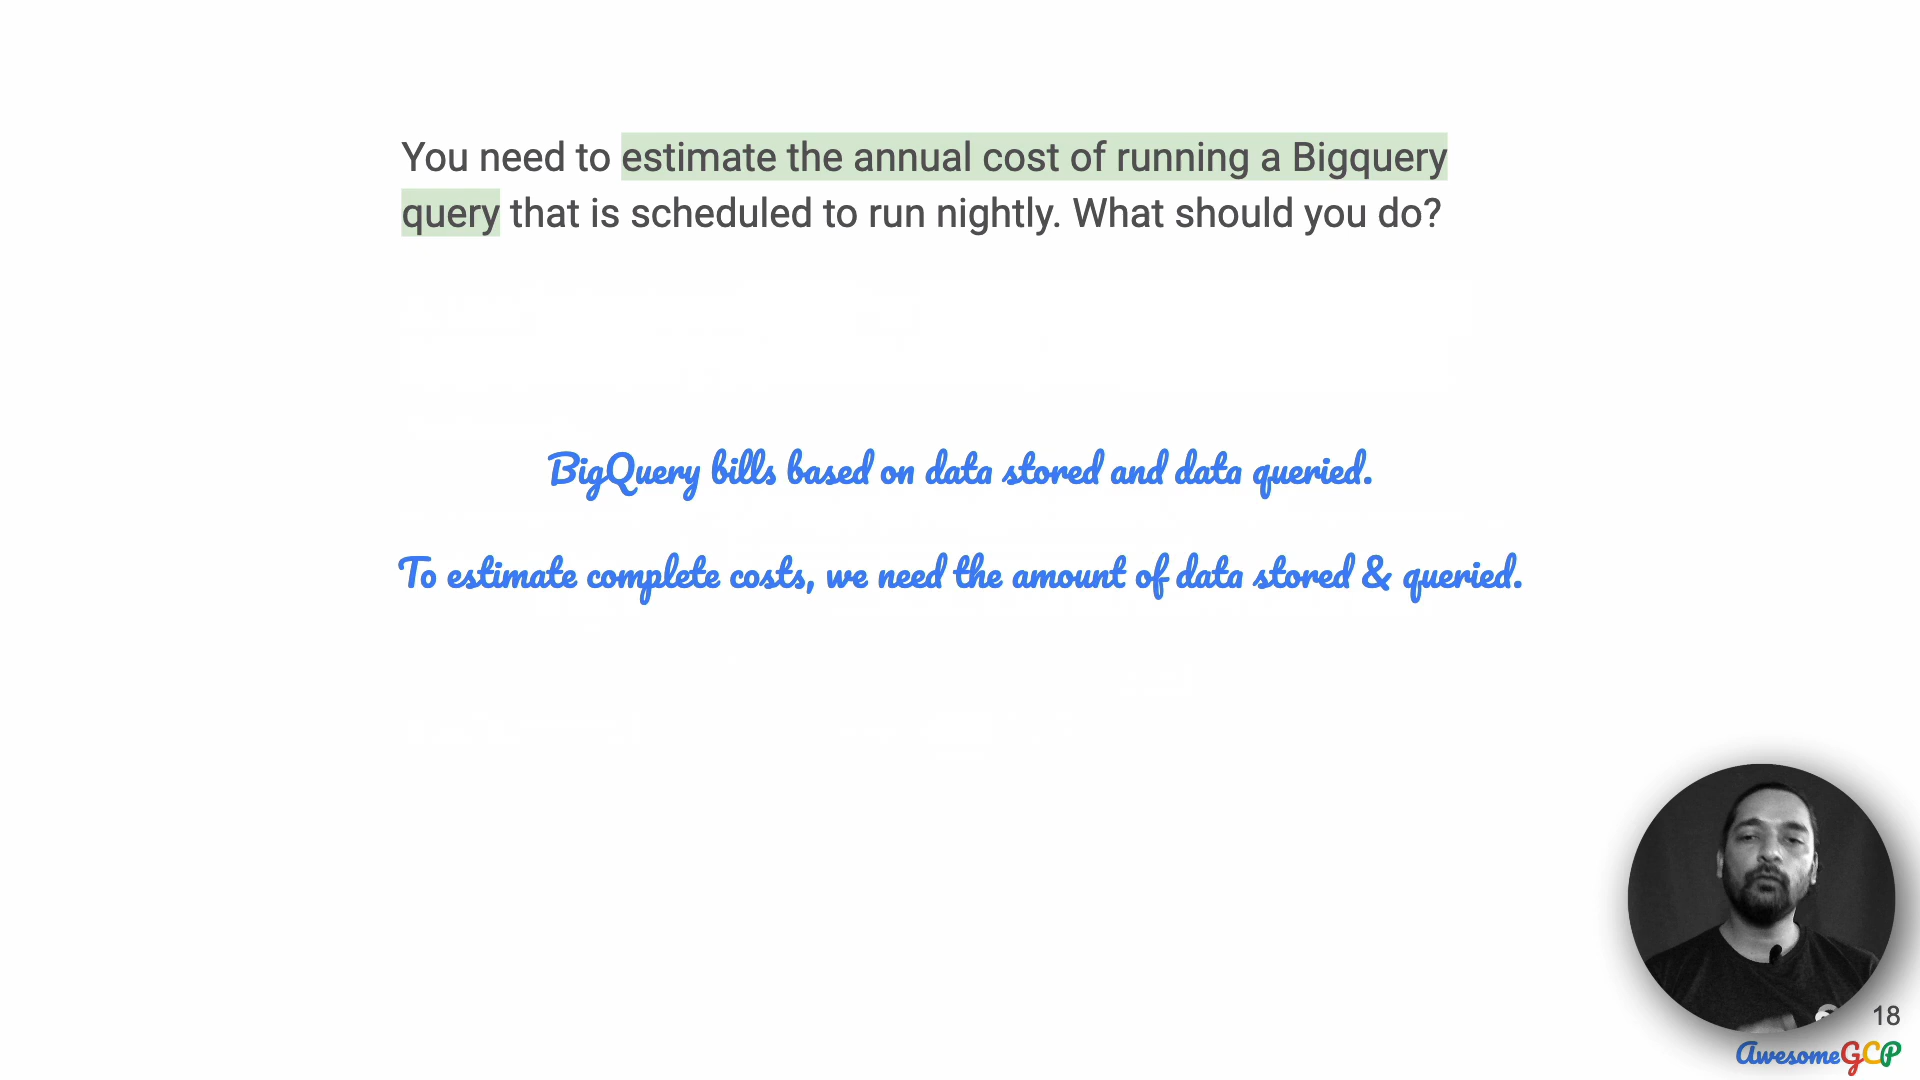 You need to estimate the annual cost of running a Bigquery
query that is scheduled to run nightly. What should you do?
BigQuery bills based on data stored and data queried.
To estimate complete costs, we need the amount of data stored & queried.
18
AwesomeGCP